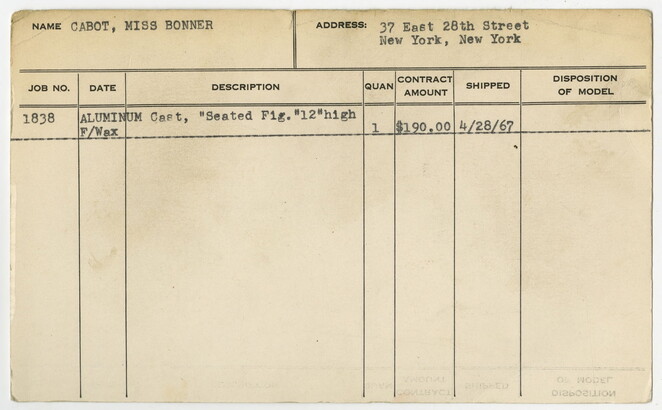 NAME CABOT, MISS BONNER
ADDRESS: 37 East 28th Street
New York, New York
JOB NO. DATE DESCRIPTION QUAN CONTRACT AMOUNT SHIPPED DISPOSITION OF MODEL
1838 ALUMINUM Cast, "Seated Fig."12"high
F/Wax 1 $190.00 4/28/67